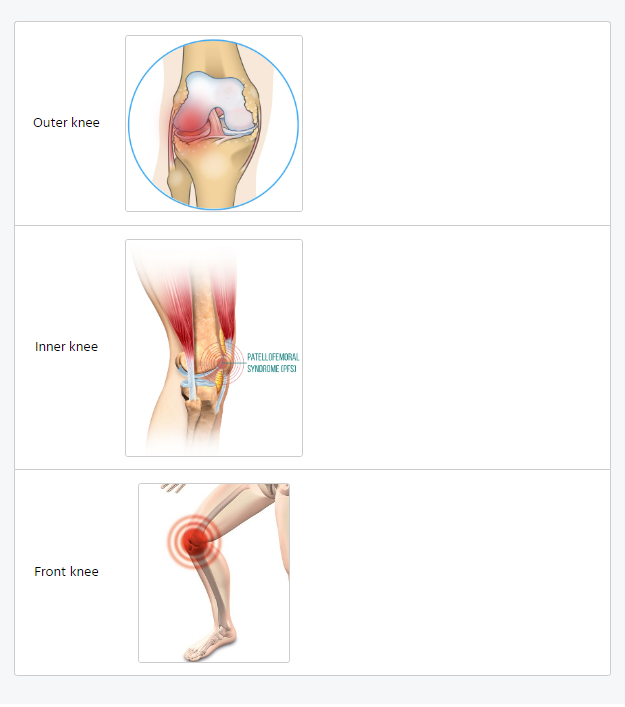 Outer knee
Inner knee
PATELLOFEMORAL
SYNDROME (PFS)
Front knee